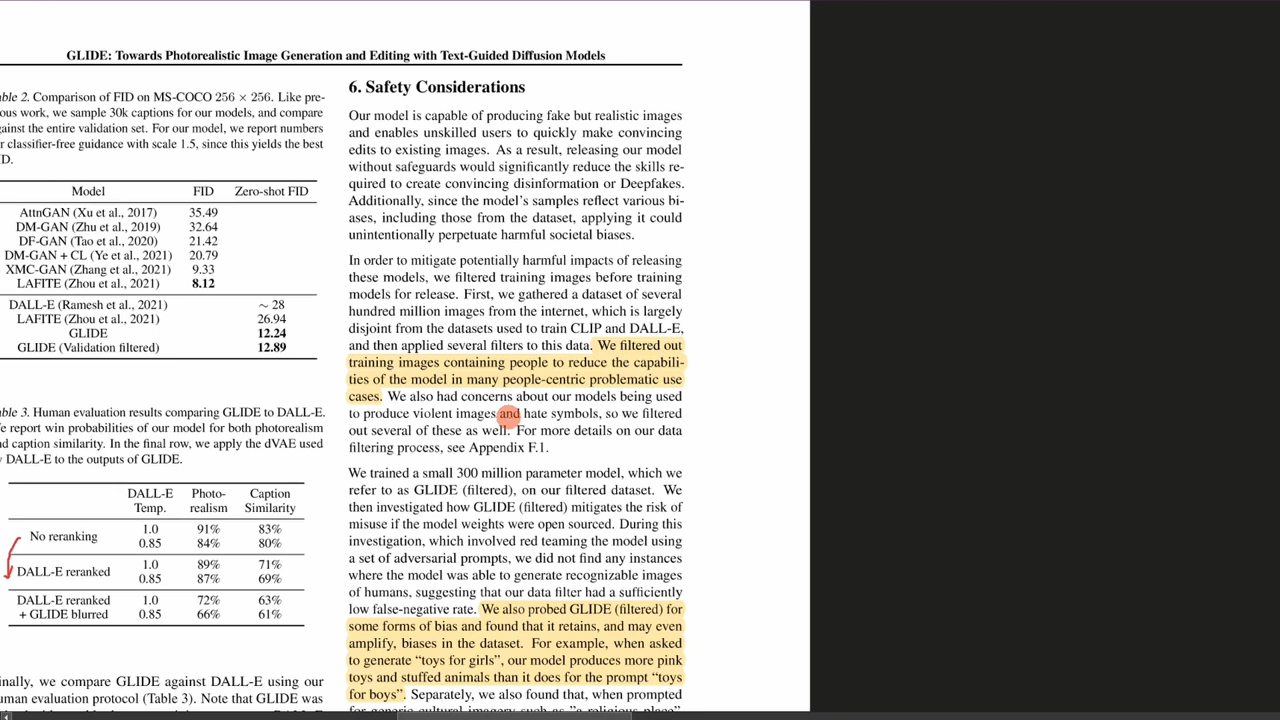 GLIDE: Towards Photorealistic Image Generation and Editing with Text-Guided Diffusion Models
2. Comparison of FID on MS-COCO 256 × 256. Like pre-
work, we sample 30k captions for our models, and compare
the entire validation set. For our model, we report numbers
classifier-free guidance with scale 1.5, since this yields the best
Model FID Zero-shot FID
AttnGAN (Xu et al., 2017) 35.49
DM-GAN (Zhu et al., 2019) 32.64
DF-GAN (Tao et al., 2020) 21.42
DM-GAN + CL (Ye et al., 2021) 20.79
XMC-GAN (Zhang et al., 2021) 9.33
LAFITE (Zhou et al., 2021) 8.12
DALL-E (Ramesh et al., 2021) ∼ 28
LAFITE (Zhou et al., 2021) 26.94
GLIDE 12.24
GLIDE (Validation filtered) 12.89
3. Human evaluation results comparing GLIDE to DALL-E.
report win probabilities of our model for both photorealism
caption similarity. In the final row, we apply the dVAE used
DALL-E to the outputs of GLIDE.
DALL-E Photo- Caption
Temp. realism Similarity
No reranking 1.0 91% 83%
0.85 84% 80%
DALL-E reranked 1.0 89% 71%
0.85 87% 69%
DALL-E reranked 1.0 72% 63%
+ GLIDE blurred 0.85 66% 61%
we compare GLIDE against DALL-E using our
evaluation protocol (Table 3). Note that GLIDE was
6. Safety Considerations
Our model is capable of producing fake but realistic images
and enables unskilled users to quickly make convincing
edits to existing images. As a result, releasing our model
without safeguards would significantly reduce the skills re-
quired to create convincing disinformation or Deepfakes.
Additionally, since the model's samples reflect various bi-
ases, including those from the dataset, applying it could
unintentionally perpetuate harmful societal biases.
In order to mitigate potentially harmful impacts of releasing
these models, we filtered training images before training
models for release. First, we gathered a dataset of several
hundred million images from the internet, which is largely
disjoint from the datasets used to train CLIP and DALL-E,
and then applied several filters to this data. We filtered out
training images containing people to reduce the capabili-
ties of the model in many people-centric problematic use
cases. We also had concerns about our models being used
to produce violent images and hate symbols, so we filtered
out several of these as well. For more details on our data
filtering process, see Appendix F.1.
We trained a small 300 million parameter model, which we
refer to as GLIDE (filtered), on our filtered dataset. We
then investigated how GLIDE (filtered) mitigates the risk of
misuse if the model weights were open sourced. During this
investigation, which involved red teaming the model using
a set of adversarial prompts, we did not find any instances
where the model was able to generate recognizable images
of humans, suggesting that our data filter had a sufficiently
low false-negative rate. We also probed GLIDE (filtered) for
some forms of bias and found that it retains, and may even
amplify, biases in the dataset. For example, when asked
to generate “toys for girls”, our model produces more pink
toys and stuffed animals than it does for the prompt “toys
for boys”. Separately, we also found that, when prompted
for generic cultural imagery such as "a religious place",